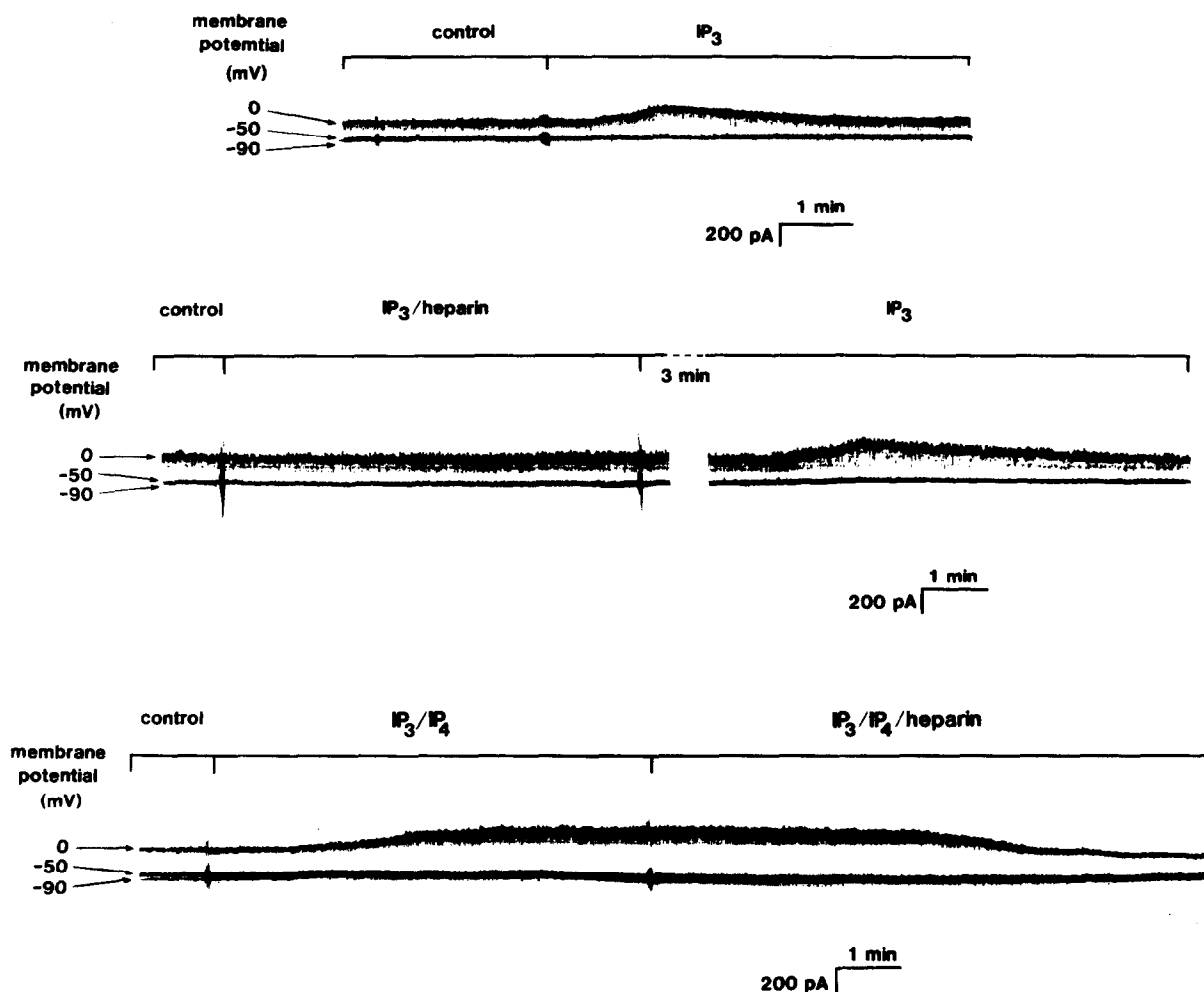 membrane
potemtial
(mV)
control
IP3
0
-50
-90
1 min
200 pA
control
IP3/heparin
IP3
membrane
potential
(mV)
3 min
0
-50
-90
1 min
200 pA
control
IP3/IP4
IP3/IP4/heparin
membrane
potential
(mV)
0
-50
-90
1 min
200 pA